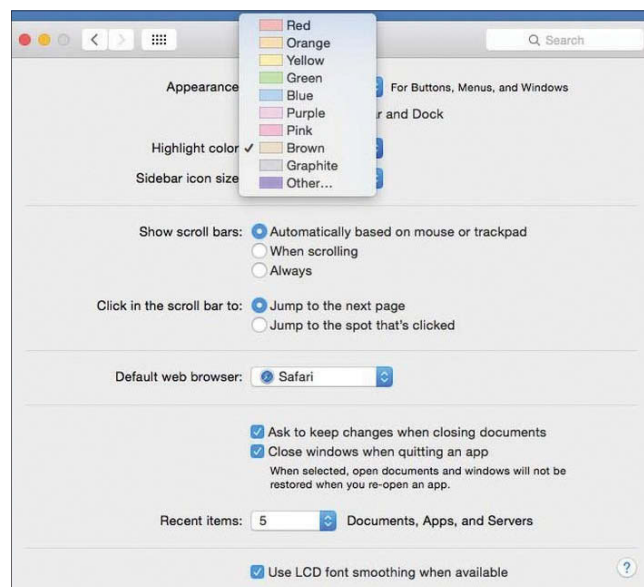 Red
Orange
Yellow
Green
Blue
Purple
Pink
✓ Brown
Graphite
Other...
Search
Appearance
For Buttons, Menus, and Windows
ar and Dock
Highlight color
Sidebar icon size
Show scroll bars: Automatically based on mouse or trackpad
When scrolling
Always
Click in the scroll bar to: Jump to the next page
Jump to the spot that's clicked
Default web browser: Safari
Ask to keep changes when closing documents
Close windows when quitting an app
When selected, open documents and windows will not be
restored when you re-open an app.
Recent items: 5 Documents, Apps, and Servers
Use LCD font smoothing when available
?